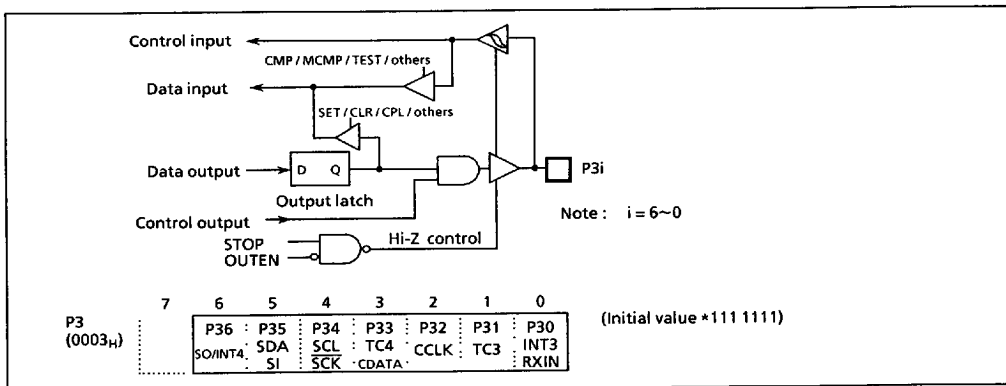 Control input
CMP / MCMP / TEST / others
Data input
SET / CLR / CPL / others
Data output
D Q
P3i
Output latch
Note : i = 6~0
Control output
STOP
OUTEN
Hi-Z control
7 6 5 4 3 2 1 0
P3
(0003H)
P36 P35 P34 P33 P32 P31 P30
SO/INT4 SDA SCL TC4 CCLK TC3 INT3
SI SCK CDATA RXIN
(Initial value *111 1111)